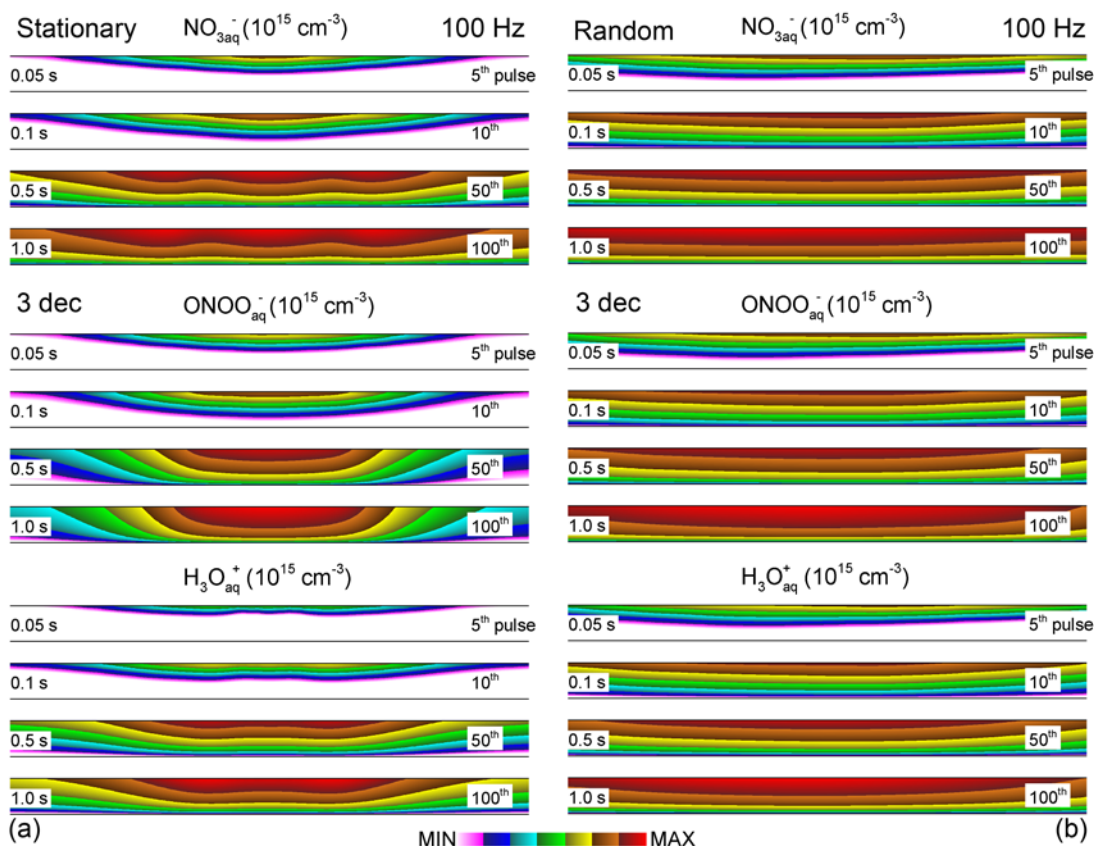 Stationary NO3aq- (10^15 cm-3) 100 Hz
0.05 s 5th pulse
0.1 s 10th
0.5 s 50th
1.0 s 100th
3 dec ONOOaq- (10^15 cm-3)
0.05 s 5th pulse
0.1 s 10th
0.5 s 50th
1.0 s 100th
H3Oaq+ (10^15 cm-3)
0.05 s 5th pulse
0.1 s 10th
0.5 s 50th
1.0 s 100th
(a)
Random NO3aq- (10^15 cm-3) 100 Hz
0.05 s 5th pulse
0.1 s 10th
0.5 s 50th
1.0 s 100th
3 dec ONOOaq- (10^15 cm-3)
0.05 s 5th pulse
0.1 s 10th
0.5 s 50th
1.0 s 100th
H3Oaq+ (10^15 cm-3)
0.05 s 5th pulse
0.1 s 10th
0.5 s 50th
1.0 s 100th
(b)
MIN MAX